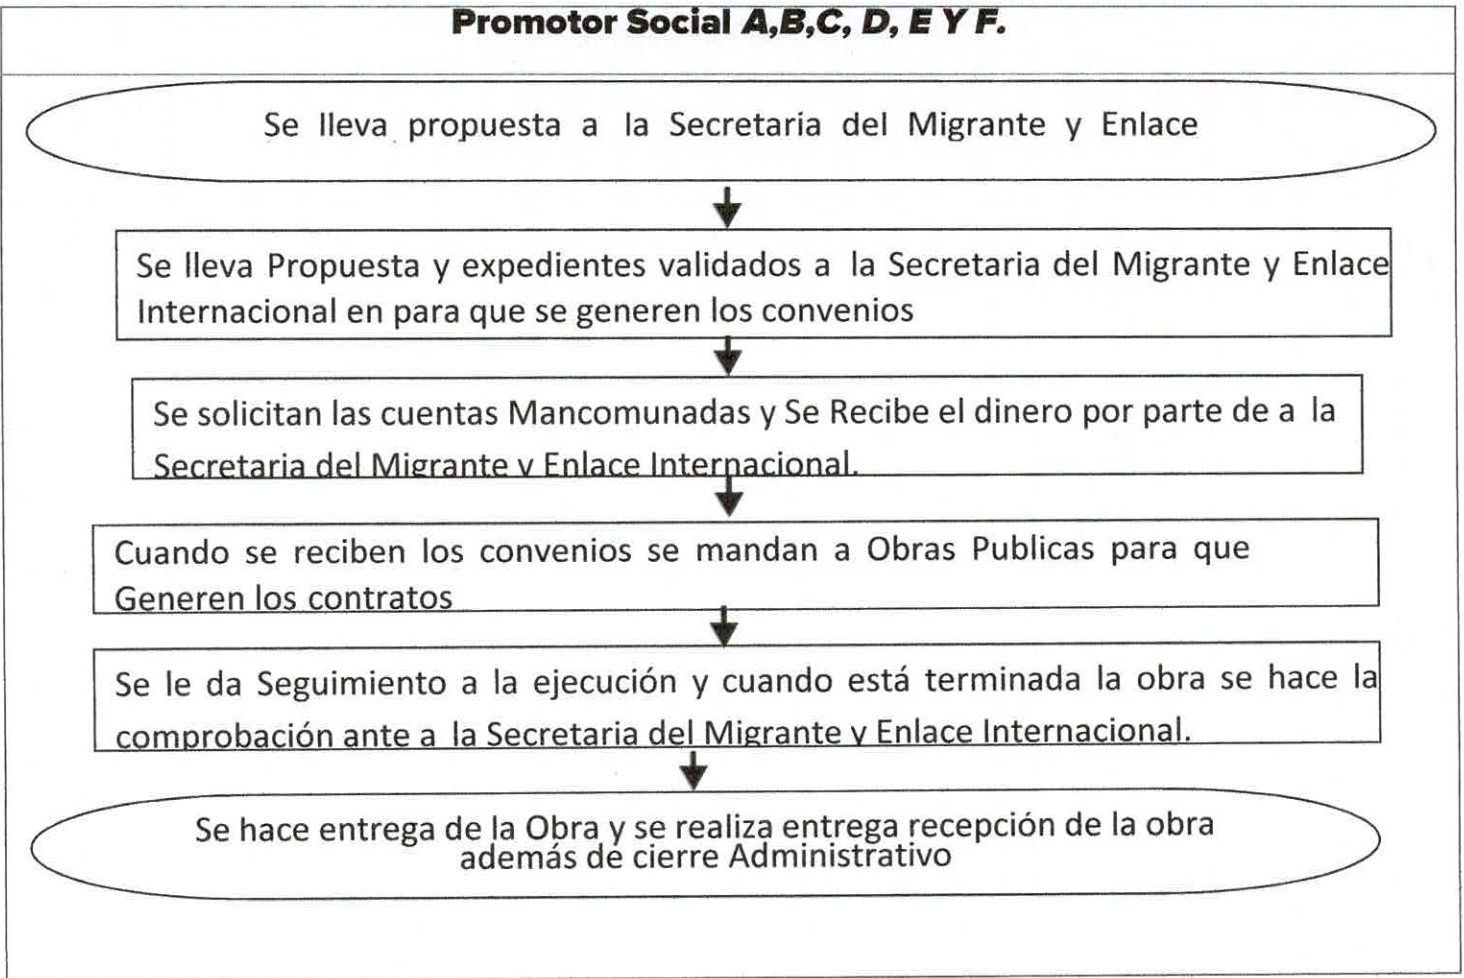 Promotor Social A,B,C, D, E Y F.
Se lleva propuesta a la Secretaria del Migrante y Enlace
Se lleva Propuesta y expedientes validados a la Secretaria del Migrante y Enlace
Internacional en para que se generen los convenios
Se solicitan las cuentas Mancomunadas y Se Recibe el dinero por parte de a la
Secretaria del Migrante y Enlace Internacional.
Cuando se reciben los convenios se mandan a Obras Publicas para que
Generen los contratos
Se le da Seguimiento a la ejecución y cuando está terminada la obra se hace la
comprobación ante a la Secretaria del Migrante y Enlace Internacional.
Se hace entrega de la Obra y se realiza entrega recepción de la obra
además de cierre Administrativo